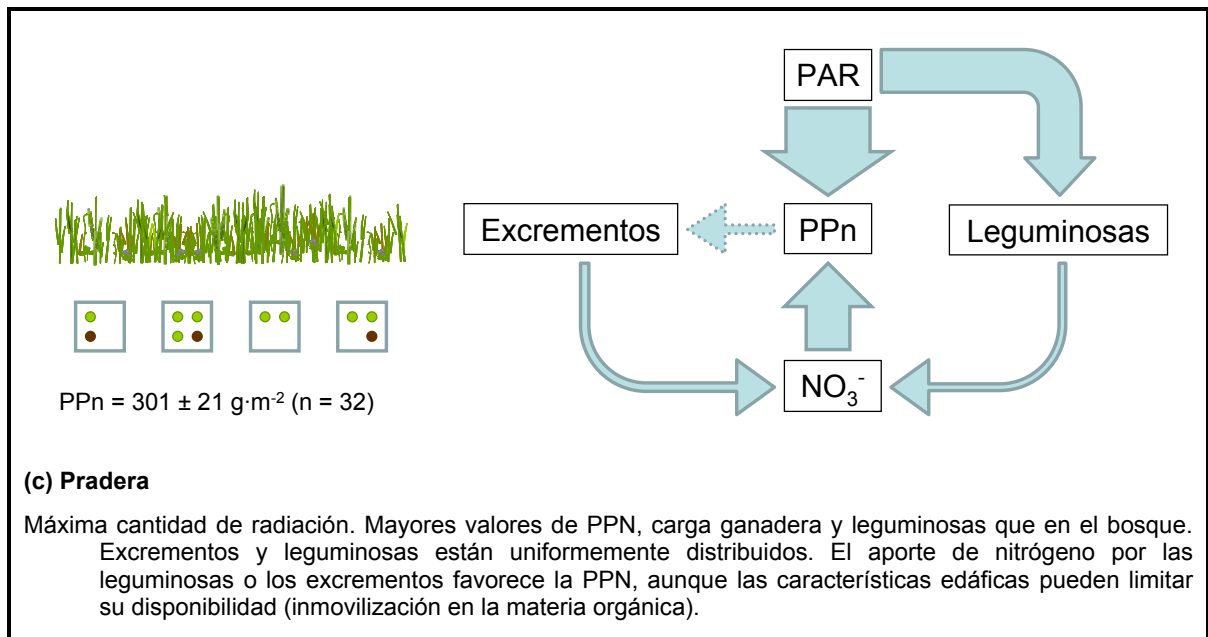 PAR
Excrementos
PPn
Leguminosas
NO₃⁻
PPn = 301 ± 21 g·m⁻² (n = 32)
(c) Pradera
Máxima cantidad de radiación. Mayores valores de PPN, carga ganadera y leguminosas que en el bosque.
Excrementos y leguminosas están uniformemente distribuidos. El aporte de nitrógeno por las
leguminosas o los excrementos favorece la PPN, aunque las características edáficas pueden limitar
su disponibilidad (inmovilización en la materia orgánica).